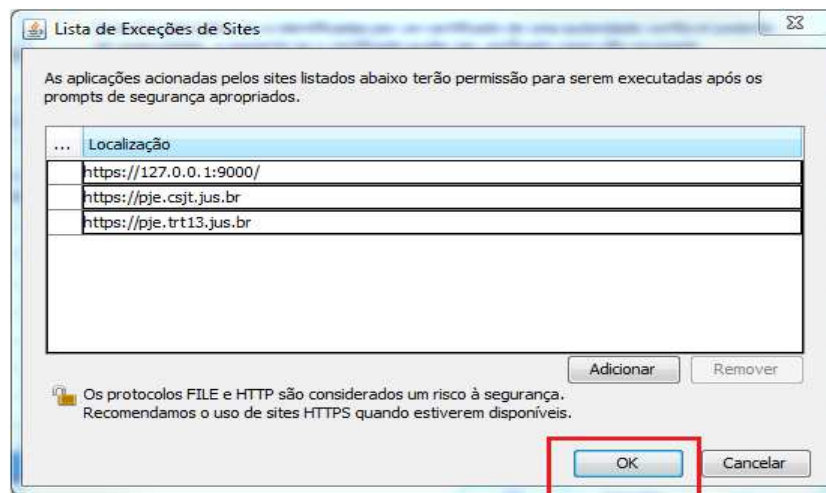 Lista de Exceções de Sites
As aplicações acionadas pelos sites listados abaixo terão permissão para serem executadas após os
prompts de segurança apropriados.
... Localização
https://127.0.0.1:9000/
https://pje.csjt.jus.br
https://pje.trt13.jus.br
Adicionar Remover
Os protocolos FILE e HTTP são considerados um risco à segurança.
Recomendamos o uso de sites HTTPS quando estiverem disponíveis.
OK Cancelar